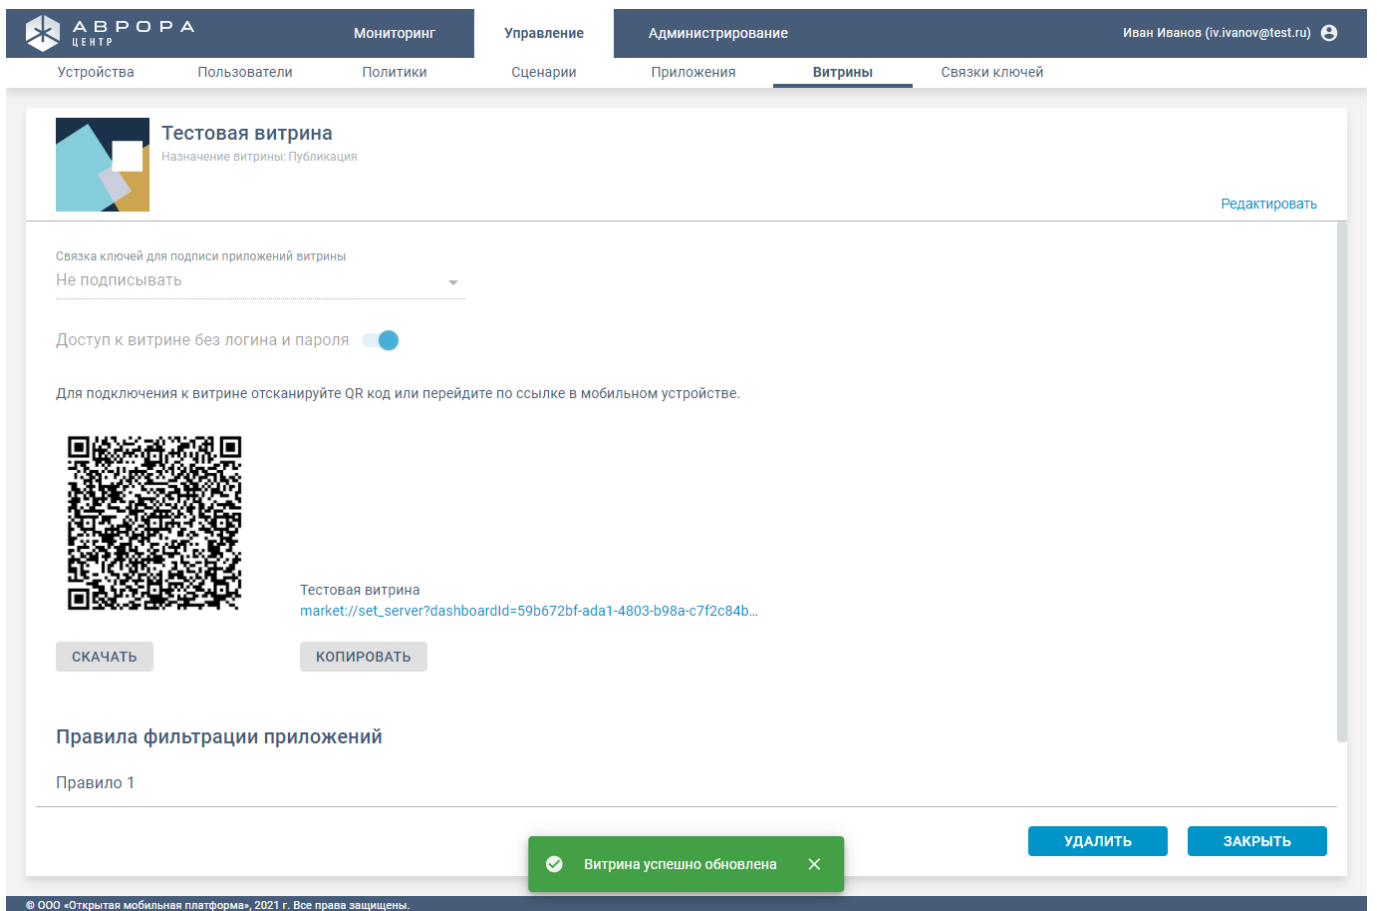 АВРОРА
ЦЕНТР
Мониторинг
Управление
Администрирование
Иван Иванов (iv.ivanov@test.ru)
Устройства
Пользователи
Политики
Сценарии
Приложения
Витрины
Связки ключей
Тестовая витрина
Назначение витрины: Публикация
Редактировать
Связка ключей для подписи приложений витрины
Не подписывать
Доступ к витрине без логина и пароля
Для подключения к витрине отсканируйте QR код или перейдите по ссылке в мобильном устройстве.
Тестовая витрина
market://set_server?dashboardId=59b672bf-ada1-4803-b98a-c7f2c84b...
СКАЧАТЬ
КОПИРОВАТЬ
Правила фильтрации приложений
Правило 1
УДАЛИТЬ
ЗАКРЫТЬ
Витрина успешно обновлена
© ООО «Открытая мобильная платформа», 2021 г. Все права защищены.